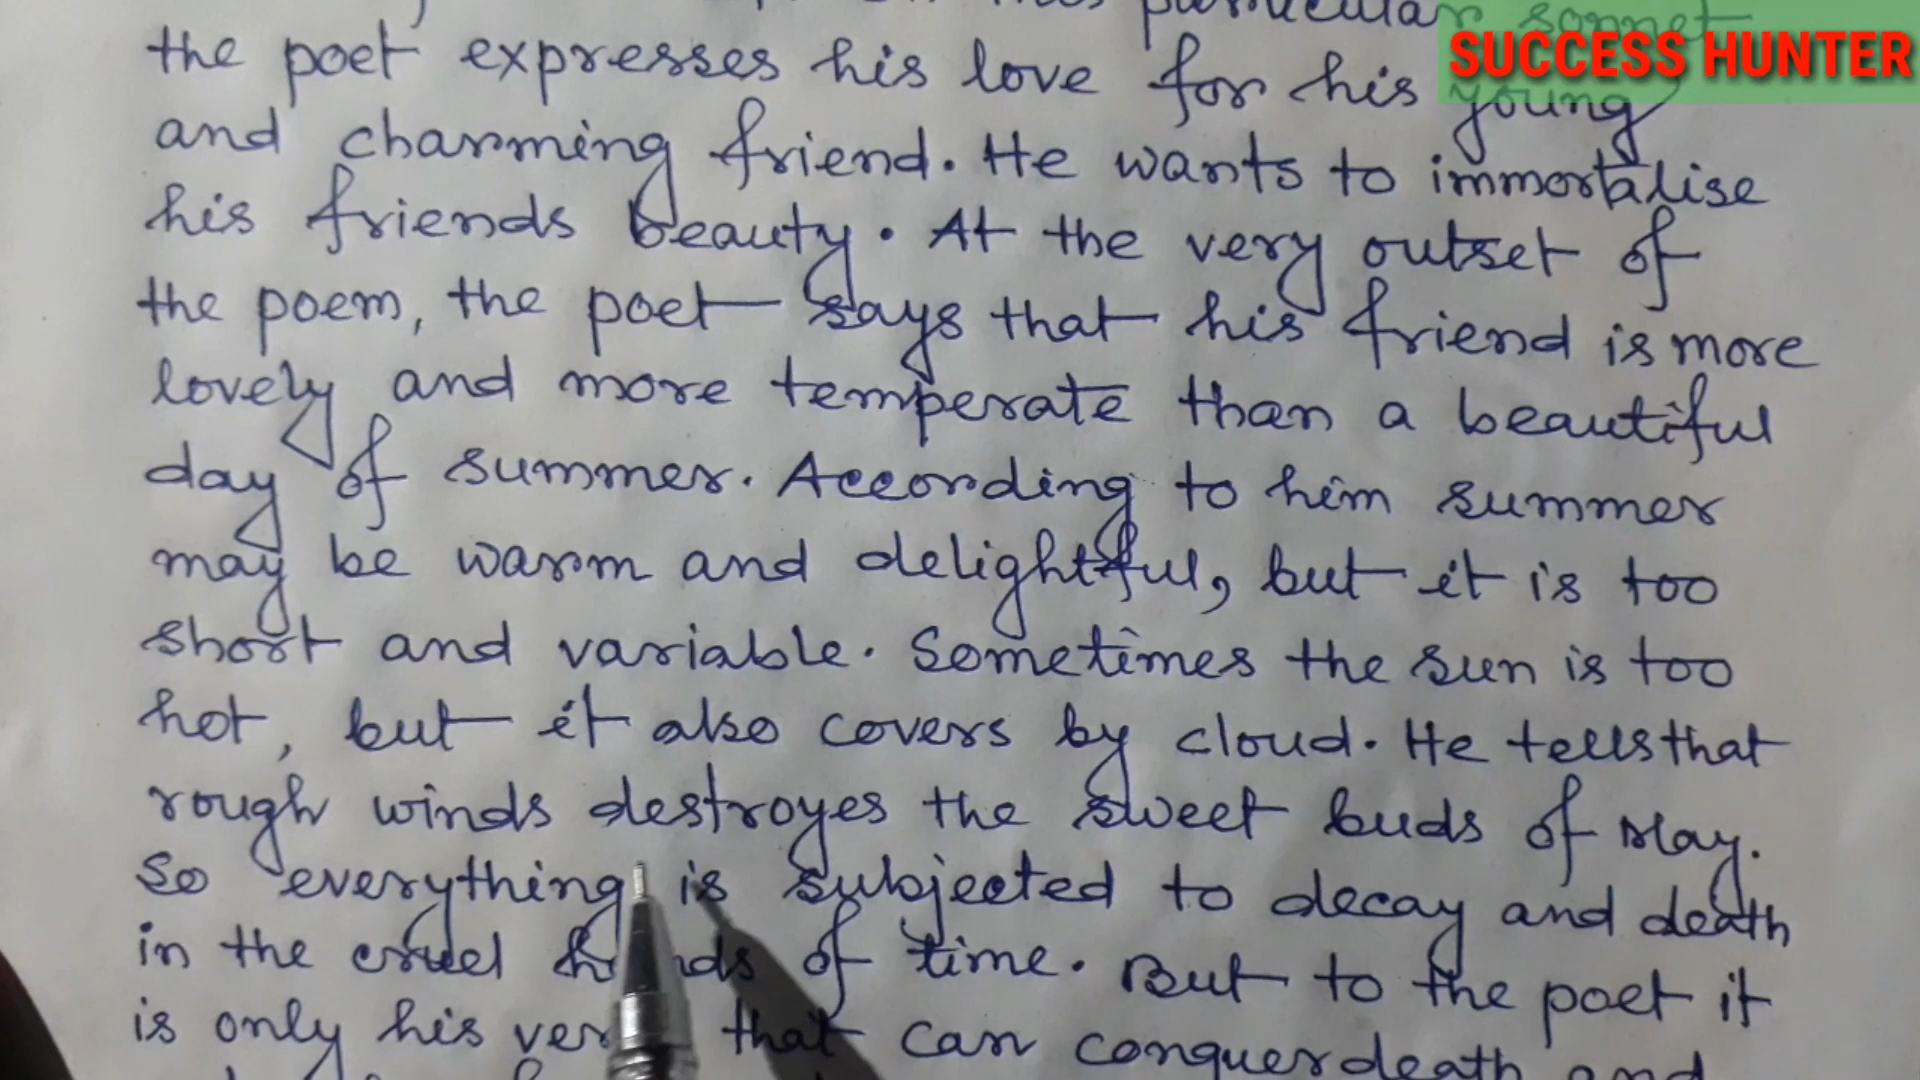 particular sonnet
SUCCESS HUNTER
the poet expresses his love for his young
and charming friend. He wants to immortalise
his friends beauty. At the very outset of
the poem, the poet says that his friend is more
lovely and more temperate than a beautiful
day of summer. According to him summer
may be warm and delightful, but it is too
short and variable. Sometimes the sun is too
hot, but it also covers by cloud. He tells that
rough winds destroyes the sweet buds of May.
So everything is subjected to decay and death
in the cruel hands of time. But to the poet it
is only his that can conquer death and